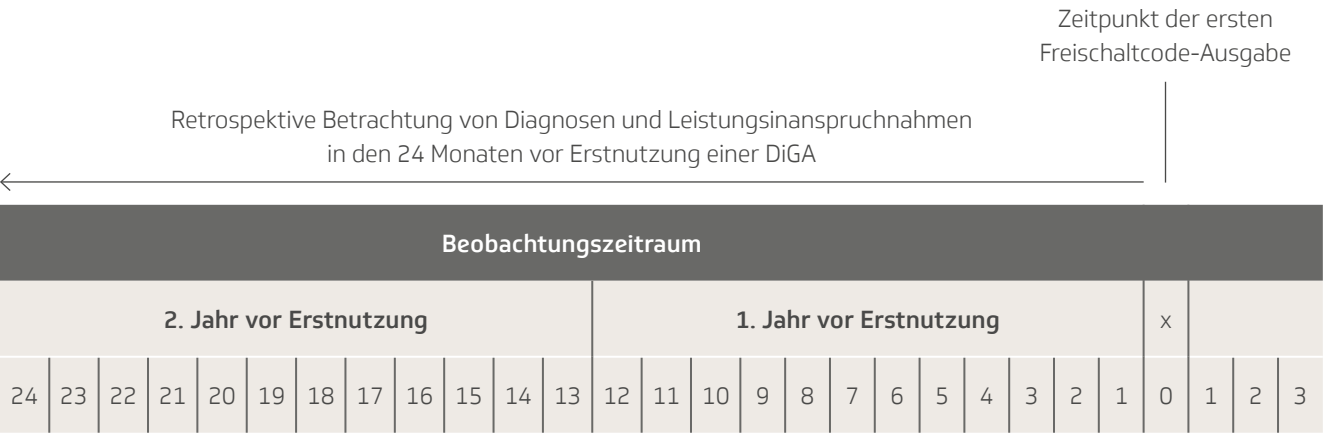 Zeitpunkt der ersten
Freischaltcode-Ausgabe
Retrospektive Betrachtung von Diagnosen und Leistungsinanspruchnahmen
in den 24 Monaten vor Erstnutzung einer DiGA
Beobachtungszeitraum
2. Jahr vor Erstnutzung 1. Jahr vor Erstnutzung x
24 23 22 21 20 19 18 17 16 15 14 13 12 11 10 9 8 7 6 5 4 3 2 1 0 1 2 3